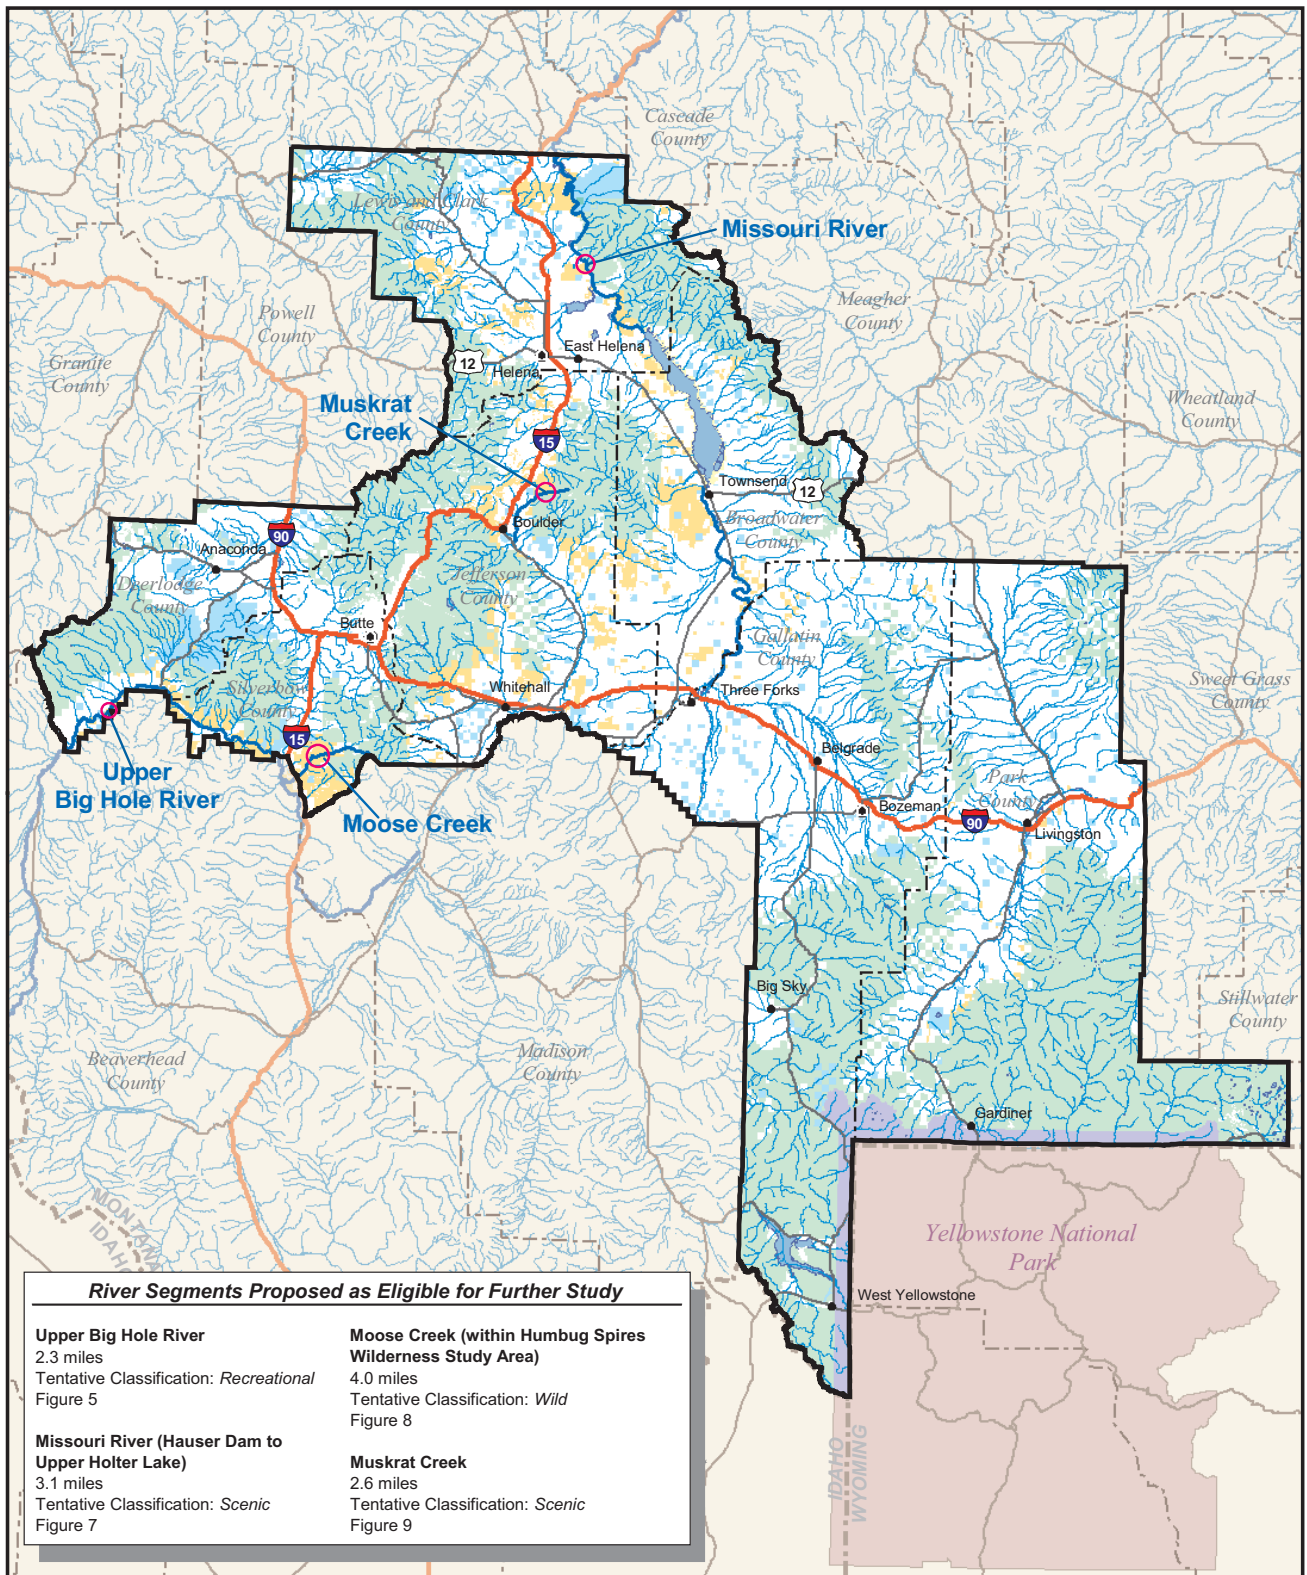 Cascade
County
Lewis and Clark
County
Missouri River
Meagher
County
Powell
County
Granite
County
East Helena
12
Helena
Wheatland
County
Muskrat
Creek
15
Townsend
12
Boulder
Broadwater
County
90
Anaconda
Deerlodge
County
Jefferson
County
Butte
Gallatin
County
Silverbow
County
Whitehall
Three Forks
Sweet Grass
County
15
Belgrade
Upper
Big Hole River
Park
County
Bozeman
90
Livingston
Moose Creek
Big Sky
Stillwater
County
Beaverhead
County
Madison
County
Gardiner
MONTANA
IDAHO
Yellowstone National
Park
West Yellowstone
IDAHO
WYOMING
River Segments Proposed as Eligible for Further Study
Upper Big Hole River
2.3 miles
Tentative Classification: Recreational
Figure 5
Missouri River (Hauser Dam to
Upper Holter Lake)
3.1 miles
Tentative Classification: Scenic
Figure 7
Moose Creek (within Humbug Spires
Wilderness Study Area)
4.0 miles
Tentative Classification: Wild
Figure 8
Muskrat Creek
2.6 miles
Tentative Classification: Scenic
Figure 9